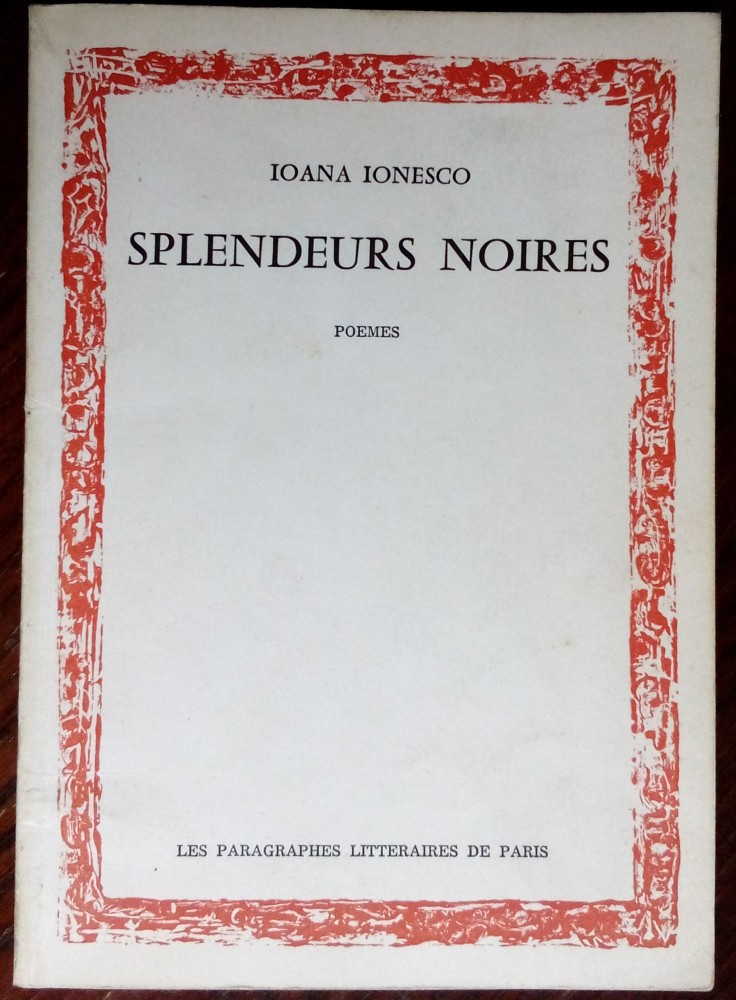 IOANA IONESCO
SPLENDEURS NOIRES
POEMES
LES PARAGRAPHES LITTERAIRES DE PARIS